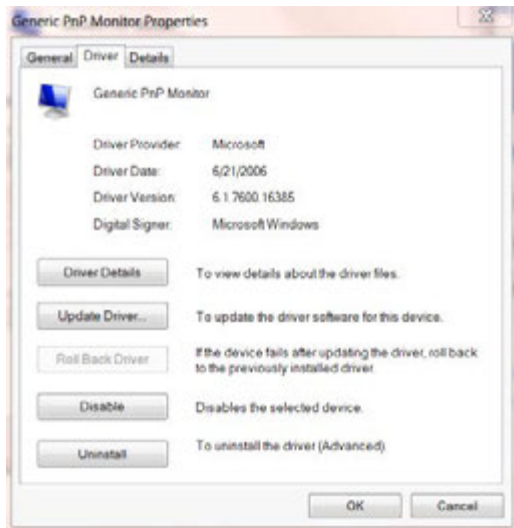 Generic PnP Monitor Properties
General Driver Details
Generic PnP Monitor
Driver Provider: Microsoft
Driver Date: 6/21/2006
Driver Version: 6.1.7600.16385
Digital Signer: Microsoft Windows
Driver Details To view details about the driver files.
Update Driver... To update the driver software for this device.
Roll Back Driver If the device fails after updating the driver, roll back
to the previously installed driver.
Disable Disables the selected device.
Uninstall To uninstall the driver (Advanced)
OK Cancel